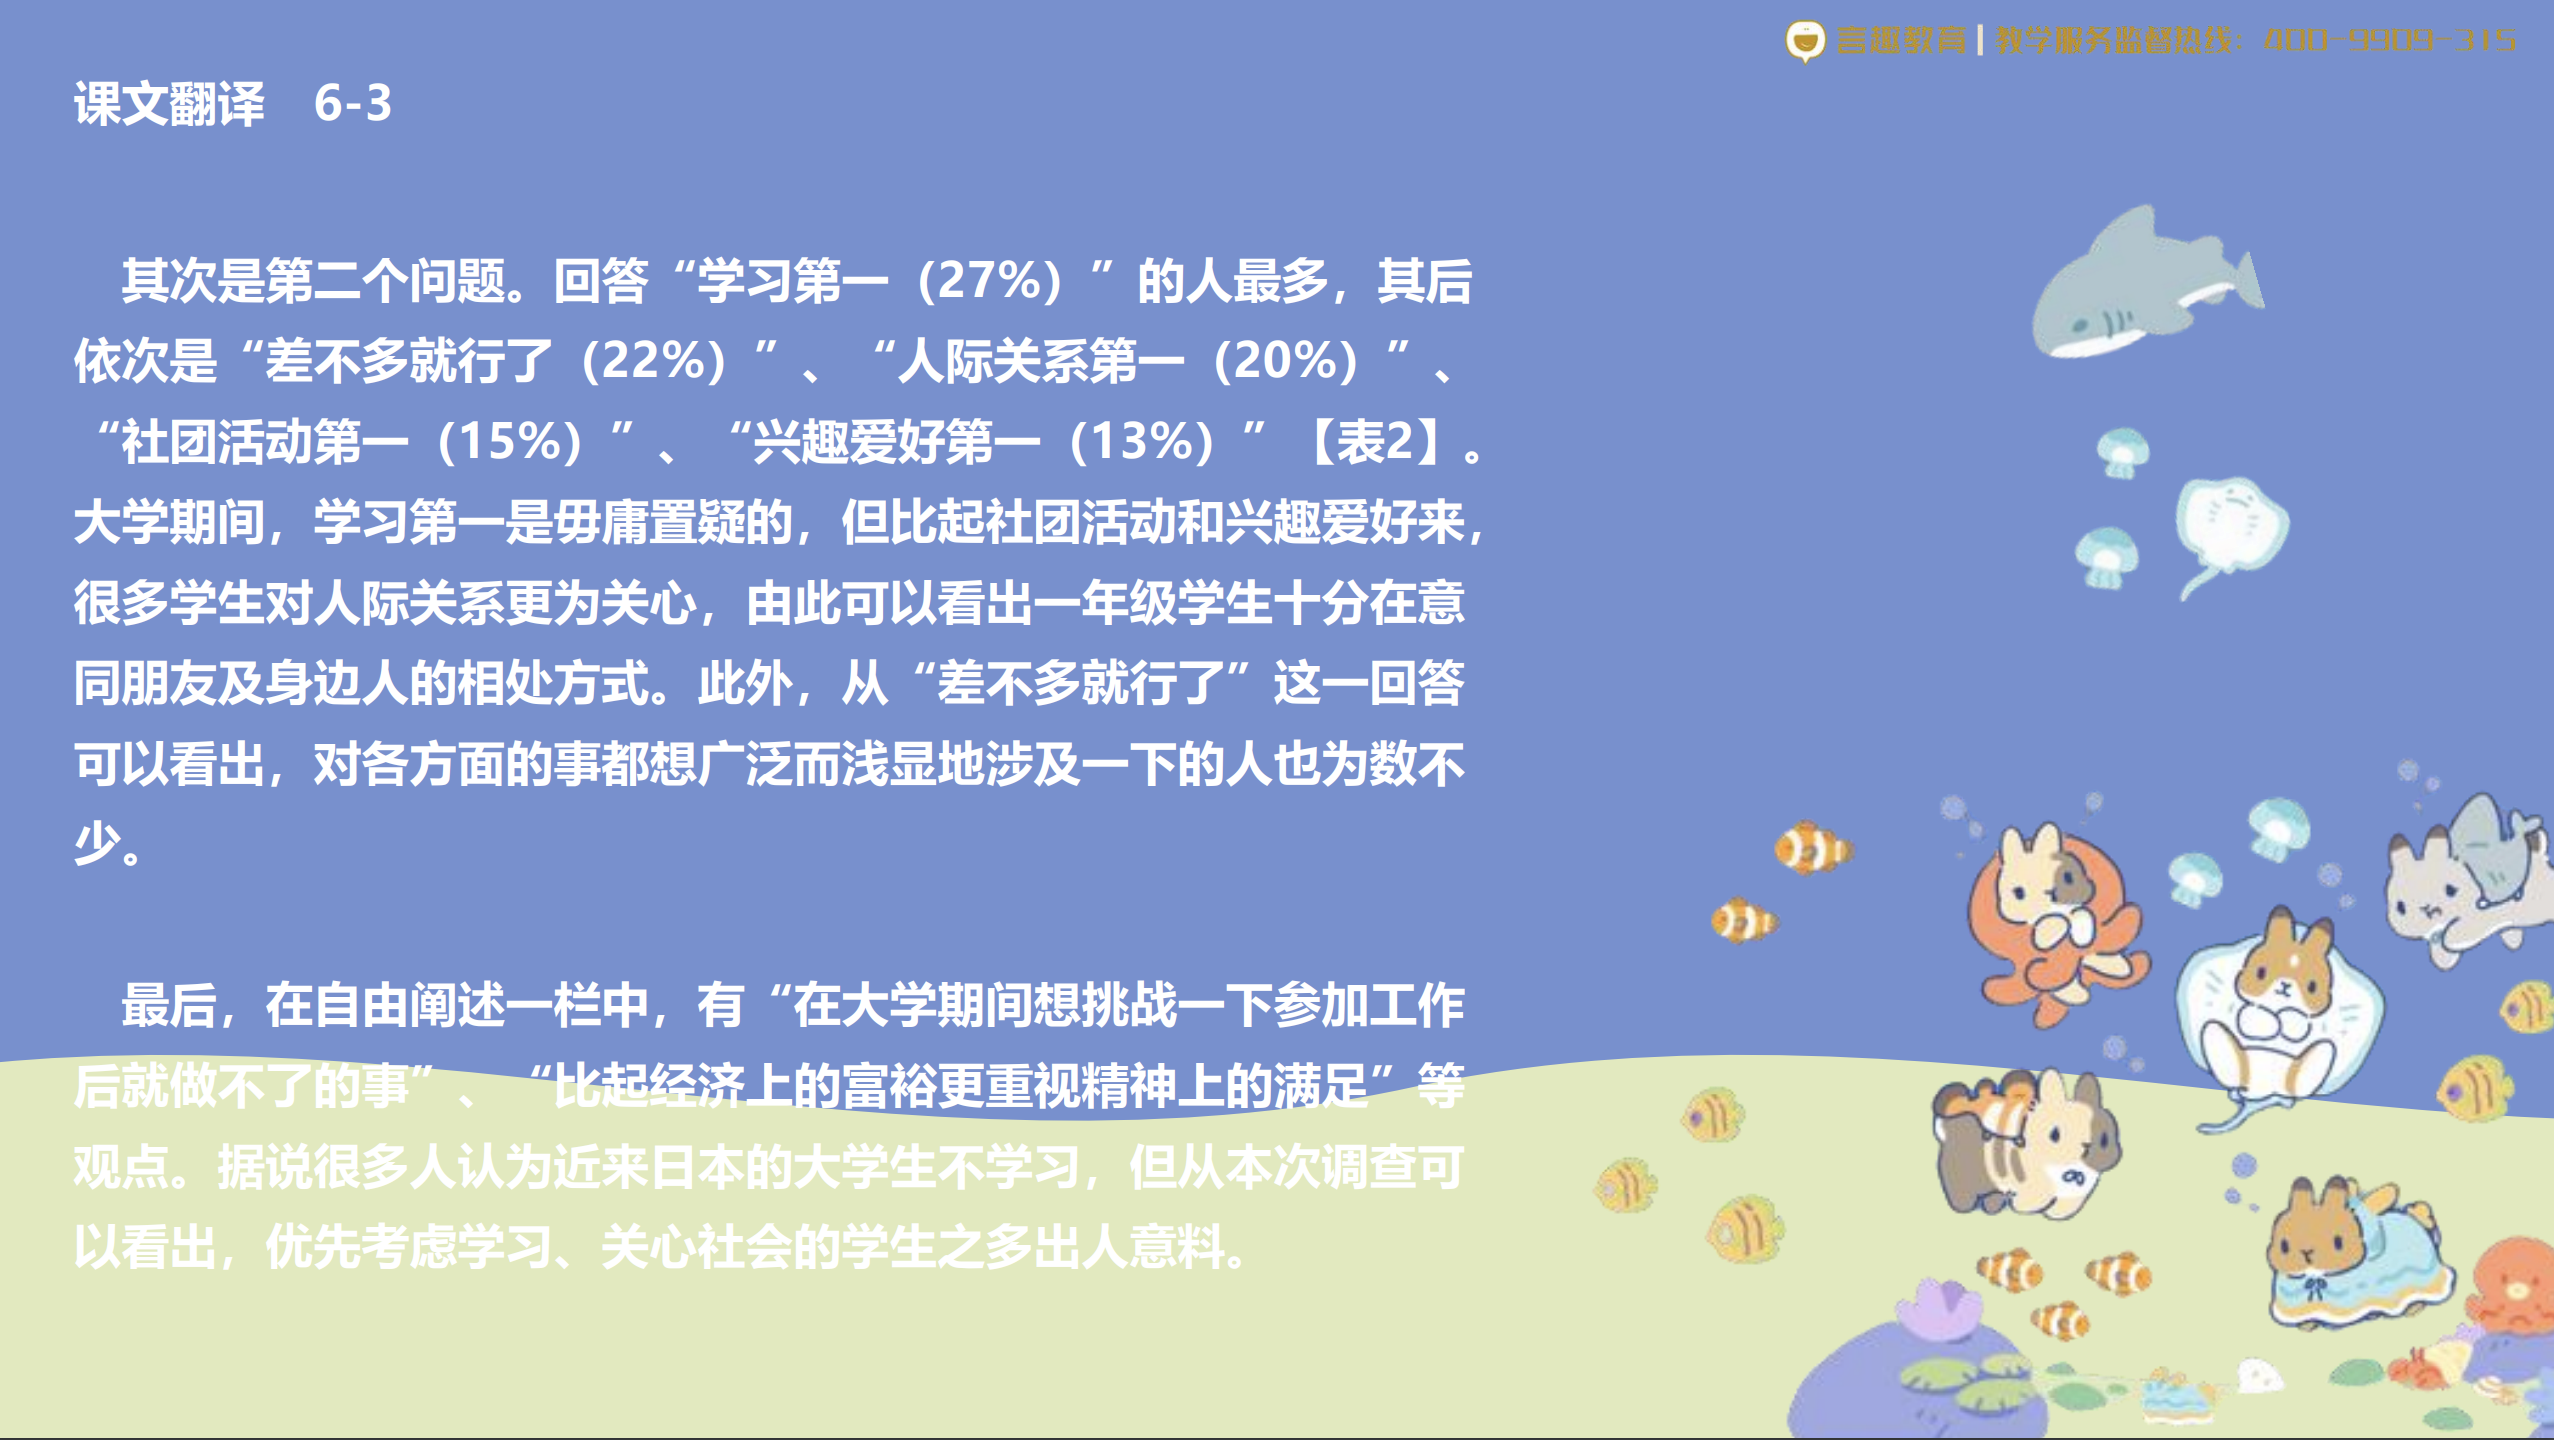 言趣教育 | 教学服务监督热线：400-9909-315
课文翻译　6-3
其次是第二个问题。回答“学习第一（27%）”的人最多，其后
依次是“差不多就行了（22%）”、“人际关系第一（20%）”、
“社团活动第一（15%）”、“兴趣爱好第一（13%）”【表2】。
大学期间，学习第一是毋庸置疑的，但比起社团活动和兴趣爱好来，
很多学生对人际关系更为关心，由此可以看出一年级学生十分在意
同朋友及身边人的相处方式。此外，从“差不多就行了”这一回答
可以看出，对各方面的事都想广泛而浅显地涉及一下的人也为数不
少。
最后，在自由阐述一栏中，有“在大学期间想挑战一下参加工作
后就做不了的事”、“比起经济上的富裕更重视精神上的满足”等
观点。据说很多人认为近来日本的大学生不学习，但从本次调查可
以看出，优先考虑学习、关心社会的学生之多出人意料。